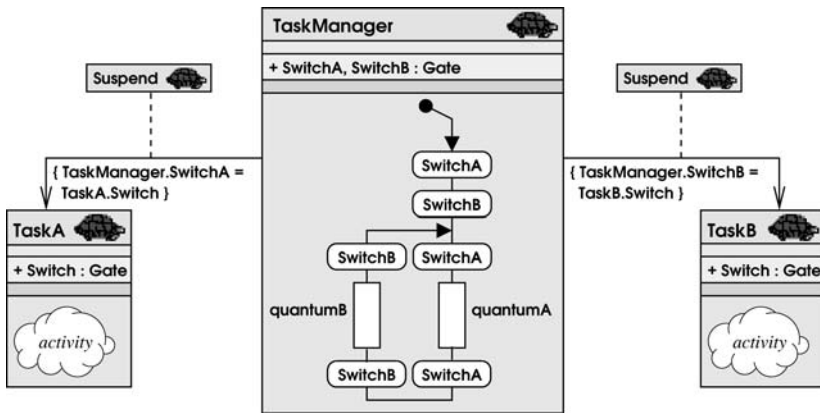 TaskManager
+ SwitchA, SwitchB : Gate
Suspend
Suspend
{ TaskManager.SwitchA =
TaskA.Switch }
{ TaskManager.SwitchB =
TaskB.Switch }
SwitchA
SwitchB
SwitchB
SwitchA
quantumB
quantumA
SwitchB
SwitchA
TaskA
+ Switch : Gate
activity
TaskB
+ Switch : Gate
activity